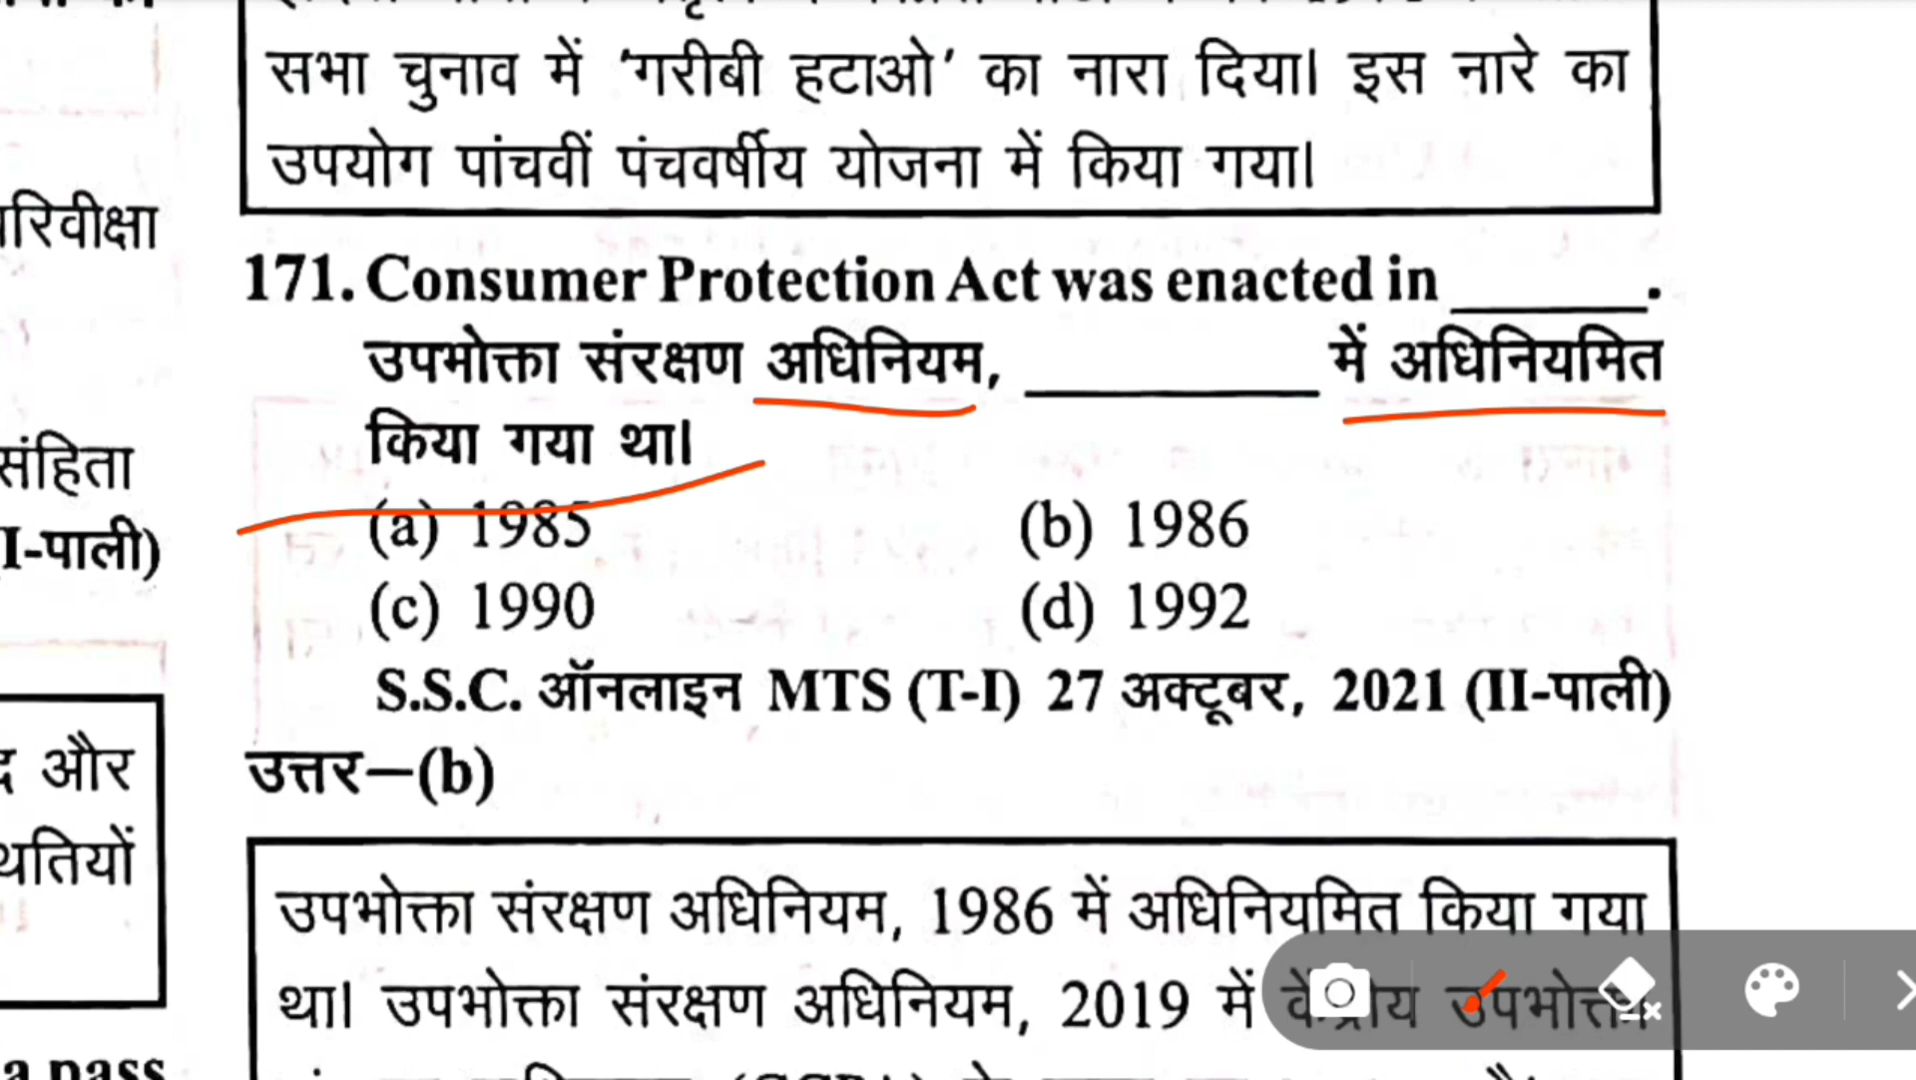 सभा चुनाव में 'गरीबी हटाओ' का नारा दिया। इस नारे का
उपयोग पांचवीं पंचवर्षीय योजना में किया गया।
रिवीक्षा
171. Consumer Protection Act was enacted in ______.
उपभोक्ता संरक्षण अधिनियम, ________ में अधिनियमित
किया गया था।
संहिता
(a) 1985 (b) 1986
I-पाली)
(c) 1990 (d) 1992
S.S.C. ऑनलाइन MTS (T-I) 27 अक्टूबर, 2021 (II-पाली)
और
उत्तर–(b)
थतियों
उपभोक्ता संरक्षण अधिनियम, 1986 में अधिनियमित किया गया
था। उपभोक्ता संरक्षण अधिनियम, 2019 में केंद्रीय उपभोक्ता
a pass